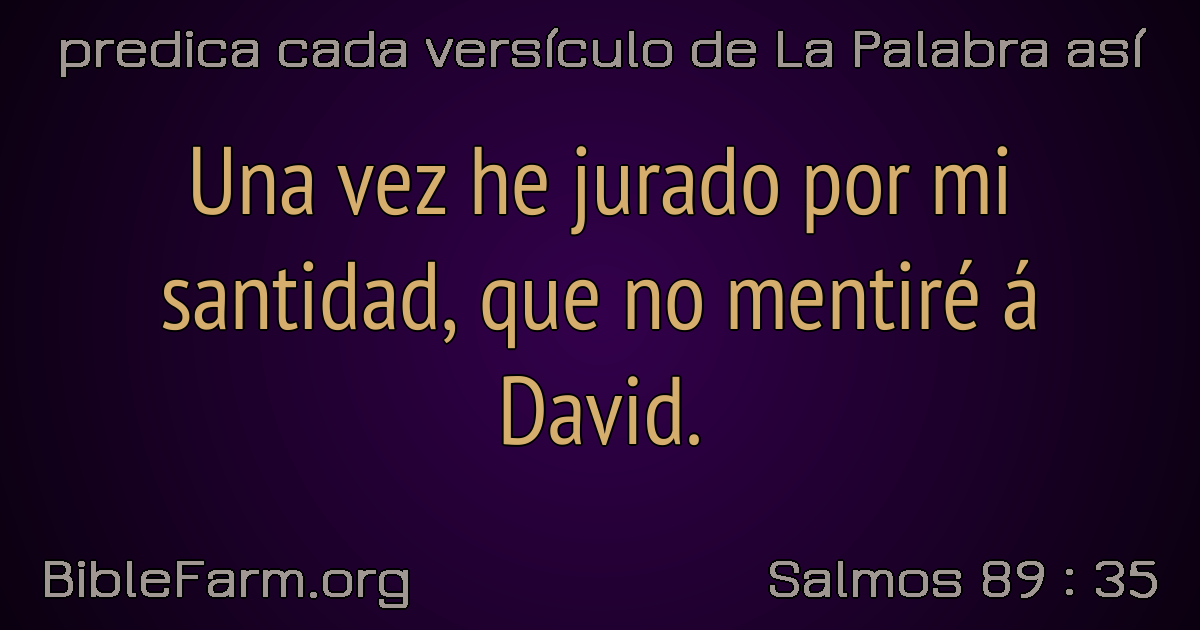 predica cada versículo de La Palabra así
Una vez he jurado por mi
santidad, que no mentiré á
David.
BibleFarm.org
Salmos 89 : 35